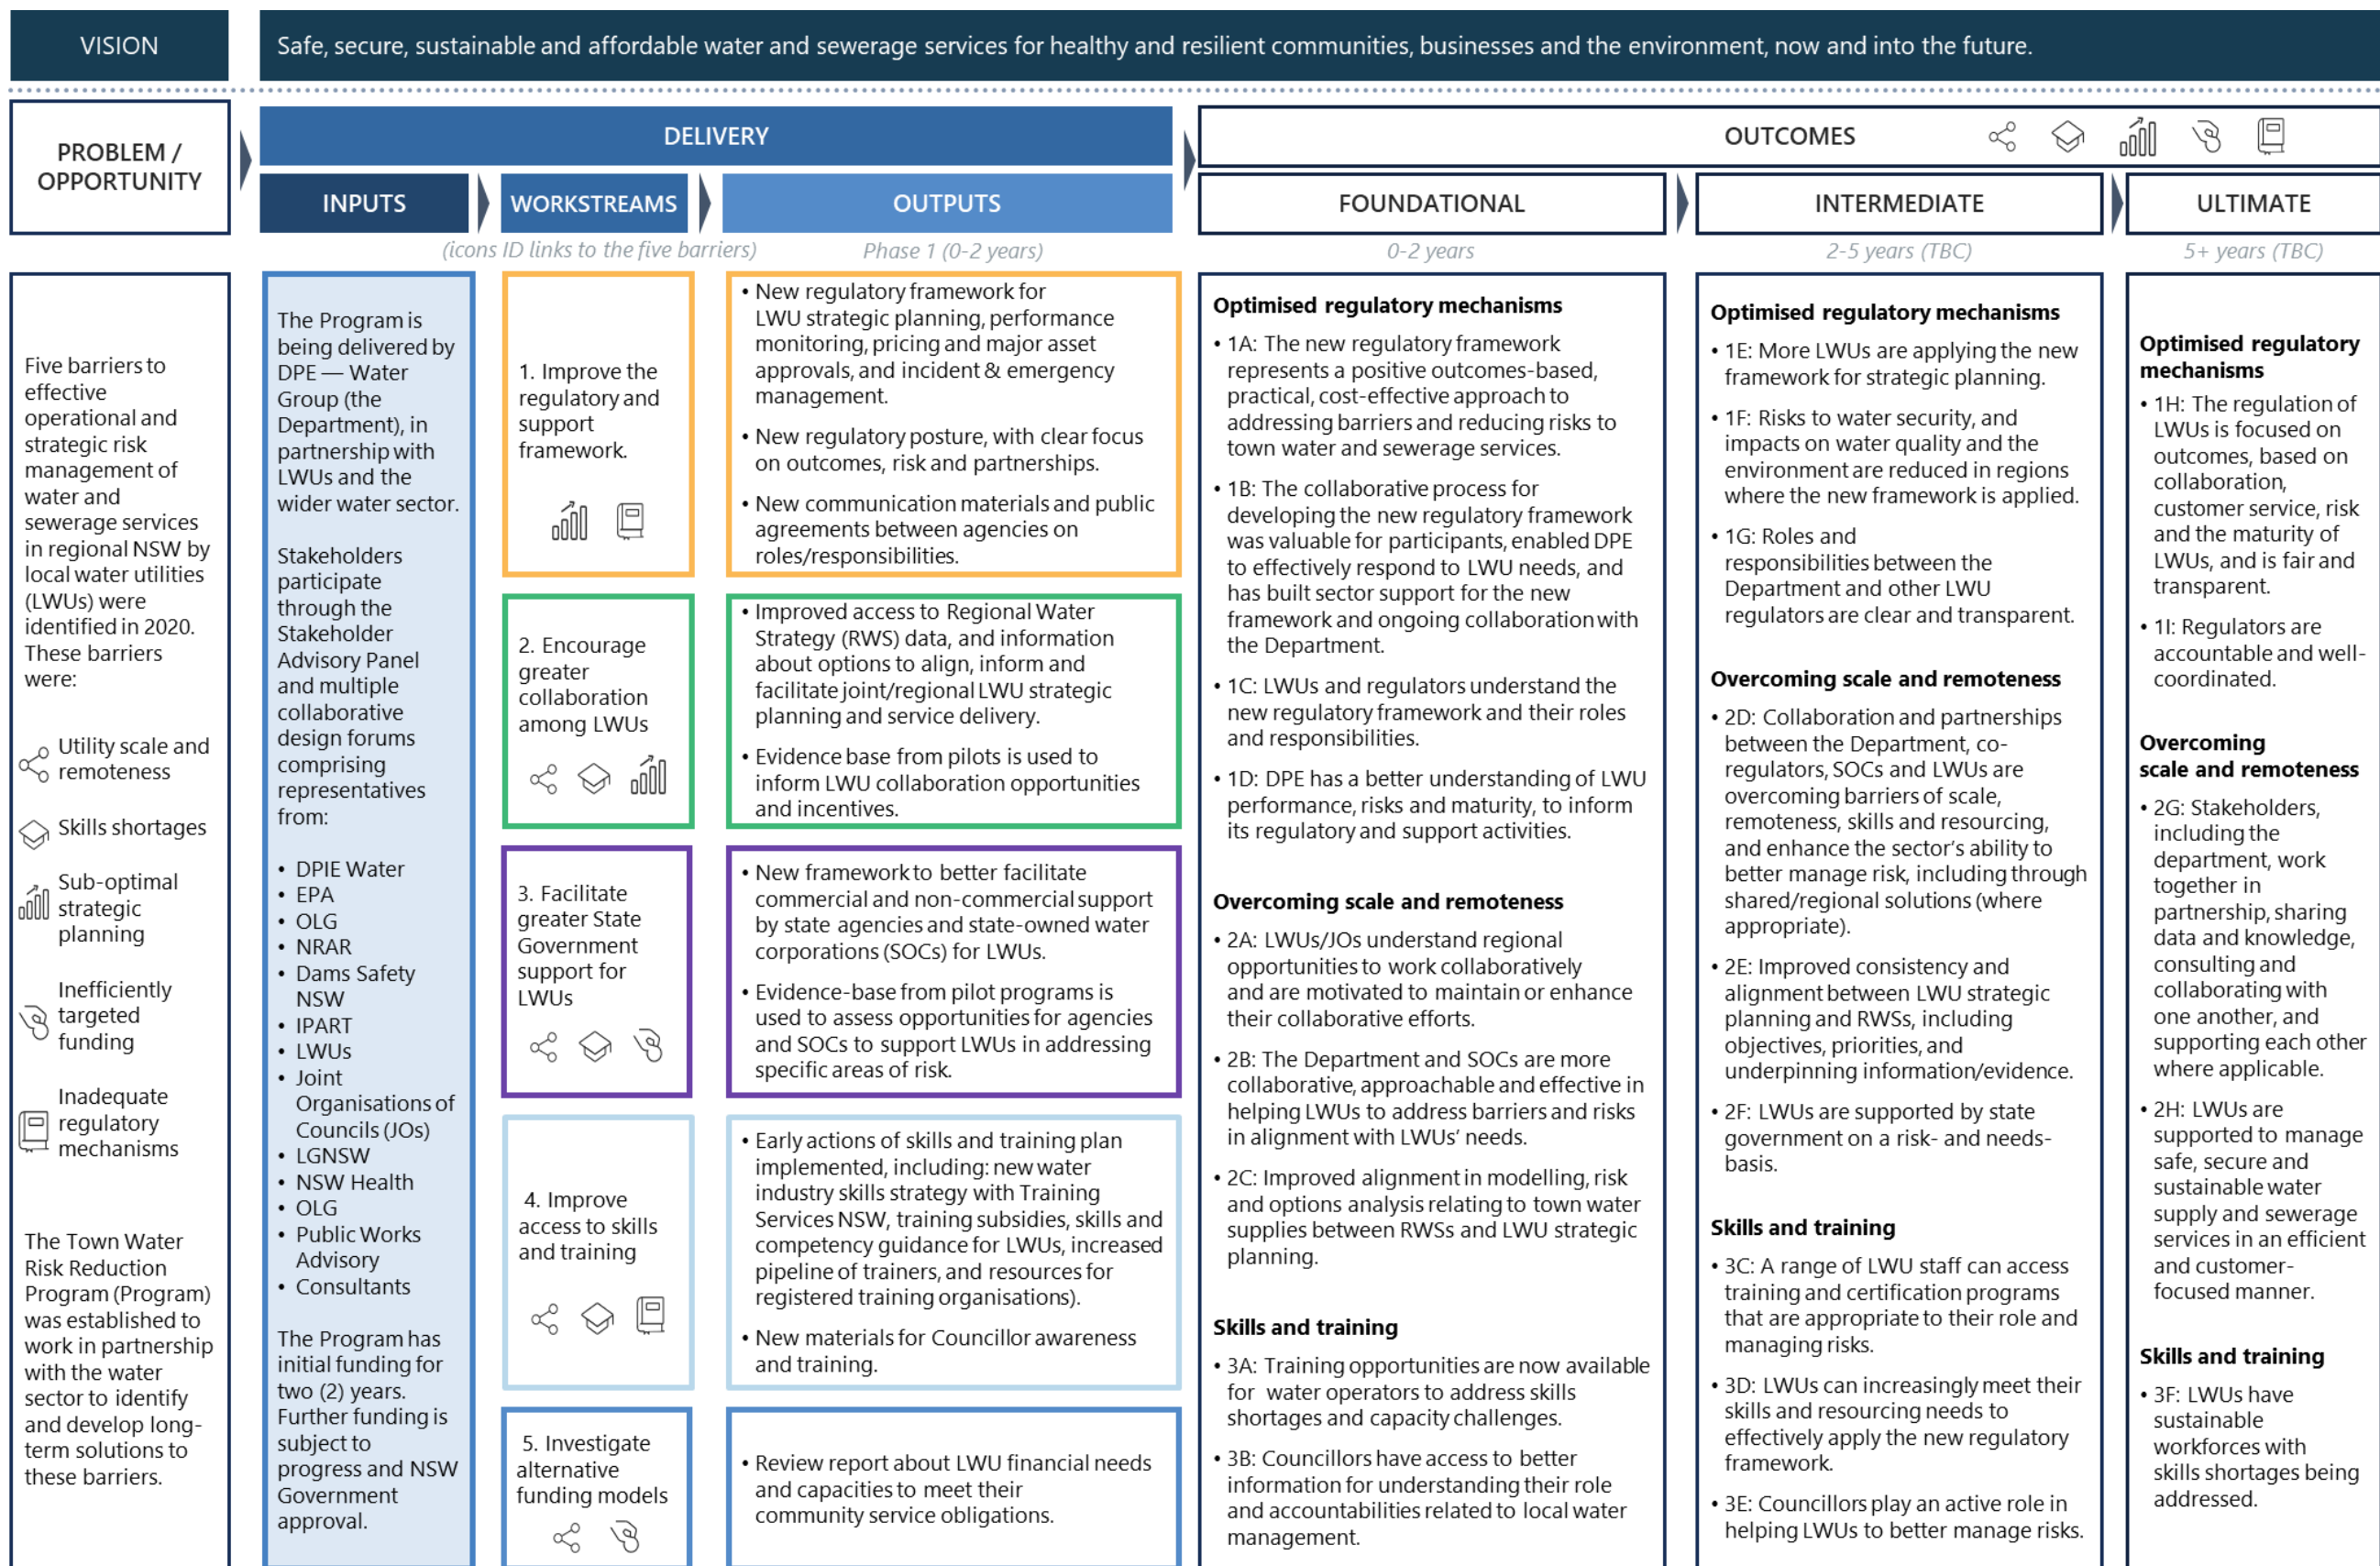 VISION
Safe, secure, sustainable and affordable water and sewerage services for healthy and resilient communities, businesses and the environment, now and into the future.
PROBLEM /
OPPORTUNITY
DELIVERY
OUTCOMES
INPUTS
WORKSTREAMS
OUTPUTS
FOUNDATIONAL
INTERMEDIATE
ULTIMATE
(icons ID links to the five barriers)
Phase 1 (0-2 years)
0-2 years
2-5 years (TBC)
5+ years (TBC)
Five barriers to
effective
operational and
strategic risk
management of
water and
sewerage services
in regional NSW by
local water utilities
(LWUs) were
identified in 2020.
These barriers
were:
Utility scale and
remoteness
Skills shortages
Sub-optimal
strategic
planning
Inefficiently
targeted
funding
Inadequate
regulatory
mechanisms
The Town Water
Risk Reduction
Program (Program)
was established to
work in partnership
with the water
sector to identify
and develop long-
term solutions to
these barriers.
The Program is
being delivered by
DPE — Water
Group (the
Department), in
partnership with
LWUs and the
wider water sector.
Stakeholders
participate
through the
Stakeholder
Advisory Panel
and multiple
collaborative
design forums
comprising
representatives
from:
• DPIE Water
• EPA
• OLG
• NRAR
• Dams Safety
NSW
• IPART
• LWUs
• Joint
Organisations of
Councils (JOs)
• LGNSW
• NSW Health
• OLG
• Public Works
Advisory
• Consultants
The Program has
initial funding for
two (2) years.
Further funding is
subject to
progress and NSW
Government
approval.
1. Improve the
regulatory and
support
framework.
2. Encourage
greater
collaboration
among LWUs
3. Facilitate
greater State
Government
support for
LWUs
4. Improve
access to skills
and training
5. Investigate
alternative
funding models
• New regulatory framework for
LWU strategic planning, performance
monitoring, pricing and major asset
approvals, and incident & emergency
management.
• New regulatory posture, with clear focus
on outcomes, risk and partnerships.
• New communication materials and public
agreements between agencies on
roles/responsibilities.
• Improved access to Regional Water
Strategy (RWS) data, and information
about options to align, inform and
facilitate joint/regional LWU strategic
planning and service delivery.
• Evidence base from pilots is used to
inform LWU collaboration opportunities
and incentives.
• New framework to better facilitate
commercial and non-commercial support
by state agencies and state-owned water
corporations (SOCs) for LWUs.
• Evidence-base from pilot programs is
used to assess opportunities for agencies
and SOCs to support LWUs in addressing
specific areas of risk.
• Early actions of skills and training plan
implemented, including: new water
industry skills strategy with Training
Services NSW, training subsidies, skills and
competency guidance for LWUs, increased
pipeline of trainers, and resources for
registered training organisations).
• New materials for Councillor awareness
and training.
• Review report about LWU financial needs
and capacities to meet their
community service obligations.
Optimised regulatory mechanisms
• 1A: The new regulatory framework
represents a positive outcomes-based,
practical, cost-effective approach to
addressing barriers and reducing risks to
town water and sewerage services.
• 1B: The collaborative process for
developing the new regulatory framework
was valuable for participants, enabled DPE
to effectively respond to LWU needs, and
has built sector support for the new
framework and ongoing collaboration with
the Department.
• 1C: LWUs and regulators understand the
new regulatory framework and their roles
and responsibilities.
• 1D: DPE has a better understanding of LWU
performance, risks and maturity, to inform
its regulatory and support activities.
Overcoming scale and remoteness
• 2A: LWUs/JOs understand regional
opportunities to work collaboratively
and are motivated to maintain or enhance
their collaborative efforts.
• 2B: The Department and SOCs are more
collaborative, approachable and effective in
helping LWUs to address barriers and risks
in alignment with LWUs' needs.
• 2C: Improved alignment in modelling, risk
and options analysis relating to town water
supplies between RWSs and LWU strategic
planning.
Skills and training
• 3A: Training opportunities are now available
for water operators to address skills
shortages and capacity challenges.
• 3B: Councillors have access to better
information for understanding their role
and accountabilities related to local water
management.
Optimised regulatory mechanisms
• 1E: More LWUs are applying the new
framework for strategic planning.
• 1F: Risks to water security, and
impacts on water quality and the
environment are reduced in regions
where the new framework is applied.
• 1G: Roles and
responsibilities between the
Department and other LWU
regulators are clear and transparent.
Overcoming scale and remoteness
• 2D: Collaboration and partnerships
between the Department, co-
regulators, SOCs and LWUs are
overcoming barriers of scale,
remoteness, skills and resourcing,
and enhance the sector's ability to
better manage risk, including through
shared/regional solutions (where
appropriate).
• 2E: Improved consistency and
alignment between LWU strategic
planning and RWSs, including
objectives, priorities, and
underpinning information/evidence.
• 2F: LWUs are supported by state
government on a risk- and needs-
basis.
Skills and training
• 3C: A range of LWU staff can access
training and certification programs
that are appropriate to their role and
managing risks.
• 3D: LWUs can increasingly meet their
skills and resourcing needs to
effectively apply the new regulatory
framework.
• 3E: Councillors play an active role in
helping LWUs to better manage risks.
Optimised regulatory
mechanisms
• 1H: The regulation of
LWUs is focused on
outcomes, based on
collaboration,
customer service, risk
and the maturity of
LWUs, and is fair and
transparent.
• 1I: Regulators are
accountable and well-
coordinated.
Overcoming
scale and remoteness
• 2G: Stakeholders,
including the
department, work
together in
partnership, sharing
data and knowledge,
consulting and
collaborating with
one another, and
supporting each other
where applicable.
• 2H: LWUs are
supported to manage
safe, secure and
sustainable water
supply and sewerage
services in an efficient
and customer-
focused manner.
Skills and training
• 3F: LWUs have
sustainable
workforces with
skills shortages being
addressed.